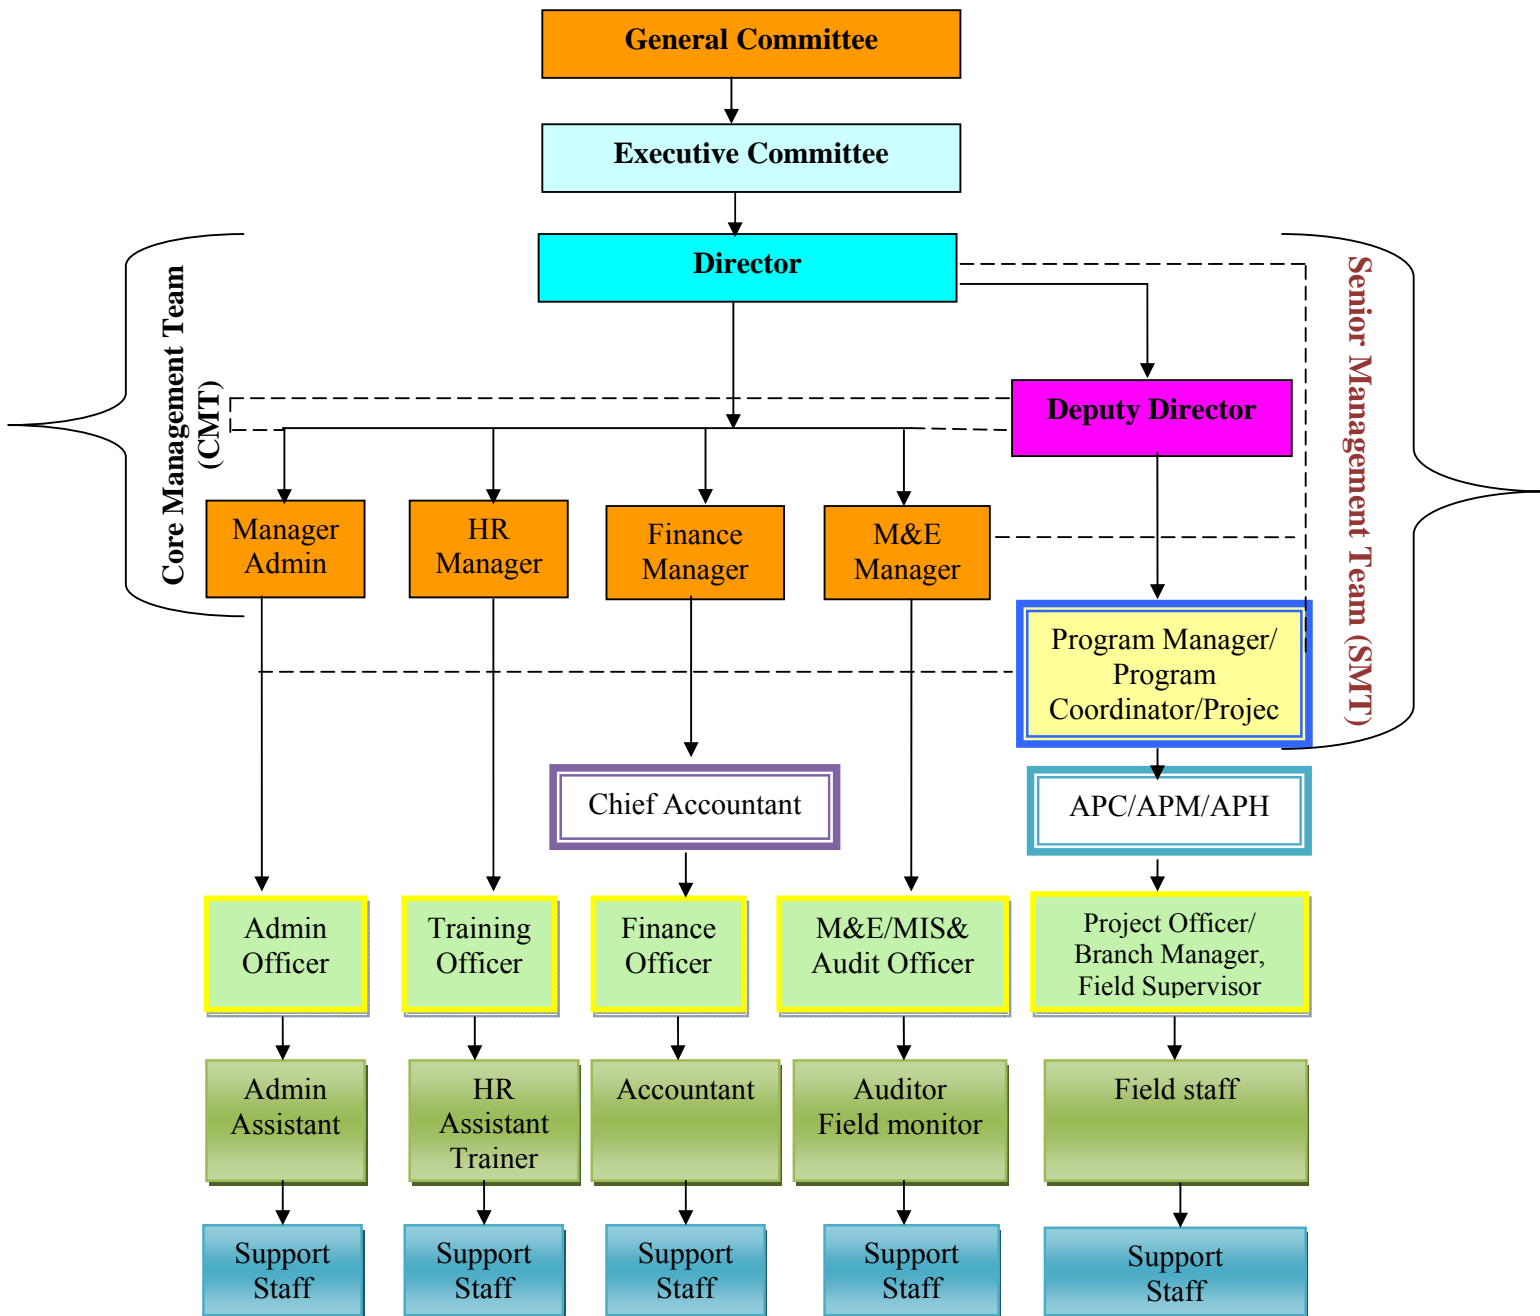 General Committee
Executive Committee
Director
Core Management Team
(CMT)
Senior Management Team (SMT)
Deputy Director
Manager
Admin
HR
Manager
Finance
Manager
M&E
Manager
Program Manager/
Program
Coordinator/Projec
Chief Accountant
APC/APM/APH
Admin
Officer
Training
Officer
Finance
Officer
M&E/MIS&
Audit Officer
Project Officer/
Branch Manager,
Field Supervisor
Admin
Assistant
HR
Assistant
Trainer
Accountant
Auditor
Field monitor
Field staff
Support
Staff
Support
Staff
Support
Staff
Support
Staff
Support
Staff